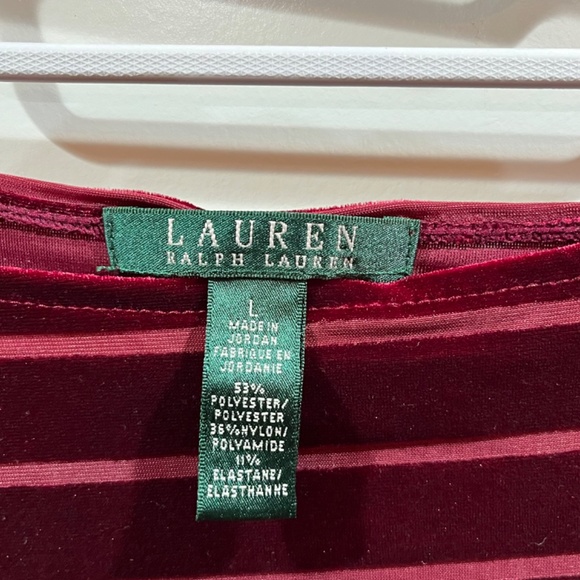 LAUREN
RALPH LAUREN
L
MADE IN
JORDAN
FABRIQUE EN
JORDANIE
53%
POLYESTER/
POLYESTER
36%NYLON/
POLYAMIDE
11%
ELASTANE/
ELASTHANNE